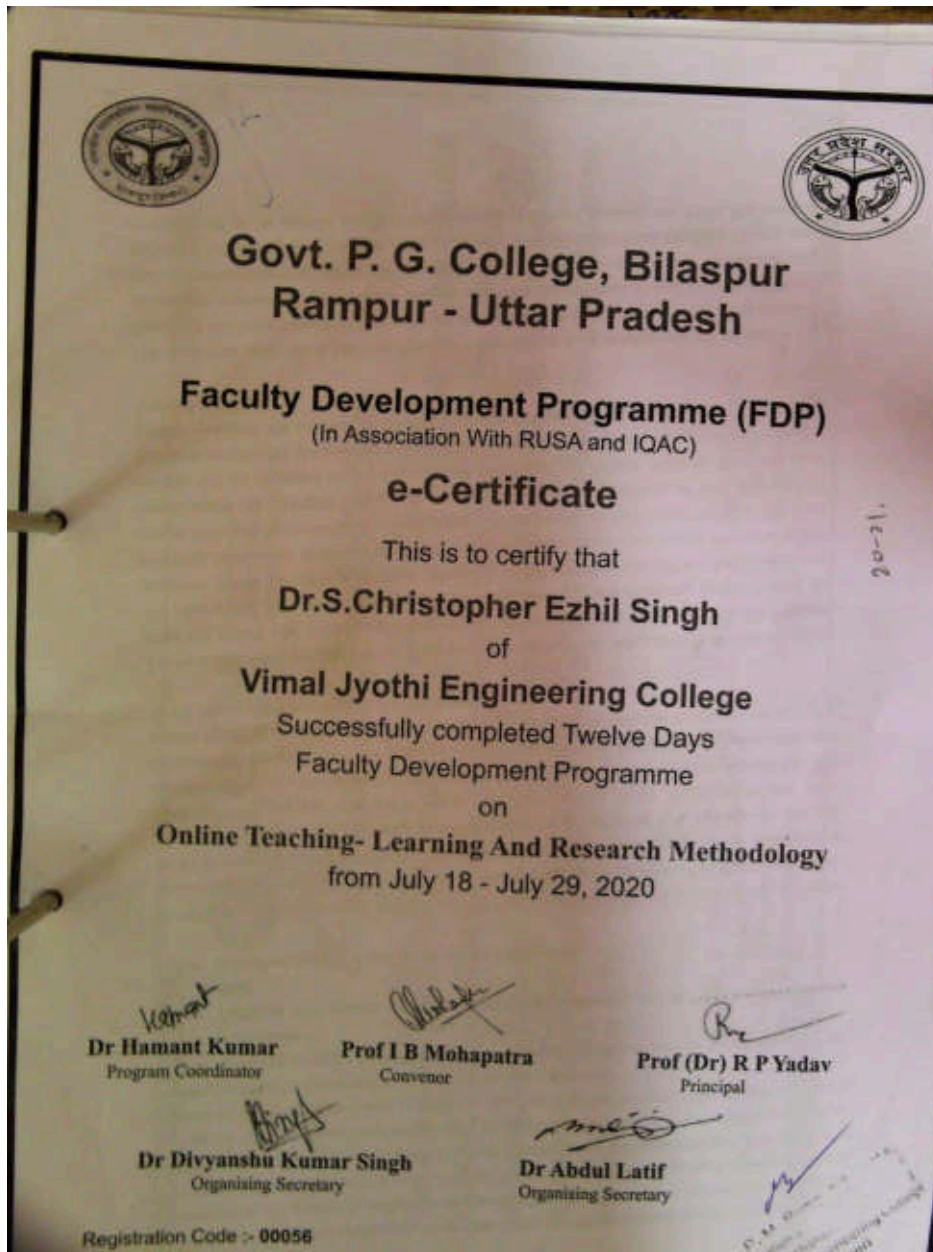 उत्तर प्रदेश सरकार
Govt. P. G. College, Bilaspur
Rampur - Uttar Pradesh
Faculty Development Programme (FDP)
(In Association With RUSA and IQAC)
e-Certificate
This is to certify that
20-21.
Dr.S.Christopher Ezhil Singh
of
Vimal Jyothi Engineering College
Successfully completed Twelve Days
Faculty Development Programme
on
Online Teaching- Learning And Research Methodology
from July 18 - July 29, 2020
Dr Hamant Kumar
Program Coordinator
Prof I B Mohapatra
Convenor
Prof (Dr) R P Yadav
Principal
Dr Divyanshu Kumar Singh
Organising Secretary
Dr Abdul Latif
Organising Secretary
Registration Code :- 00056